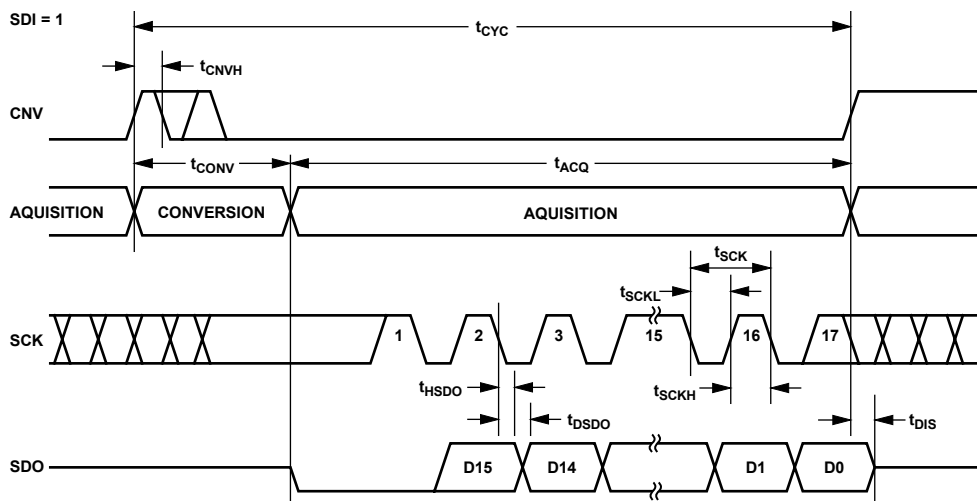 SDI = 1
tCYC
tCNVH
CNV
tCONV
tACQ
AQUISITION
CONVERSION
AQUISITION
tSCK
tSCKL
SCK
1
2
3
15
16
17
tHSDO
tSCKH
tDSDO
tDIS
SDO
D15
D14
D1
D0